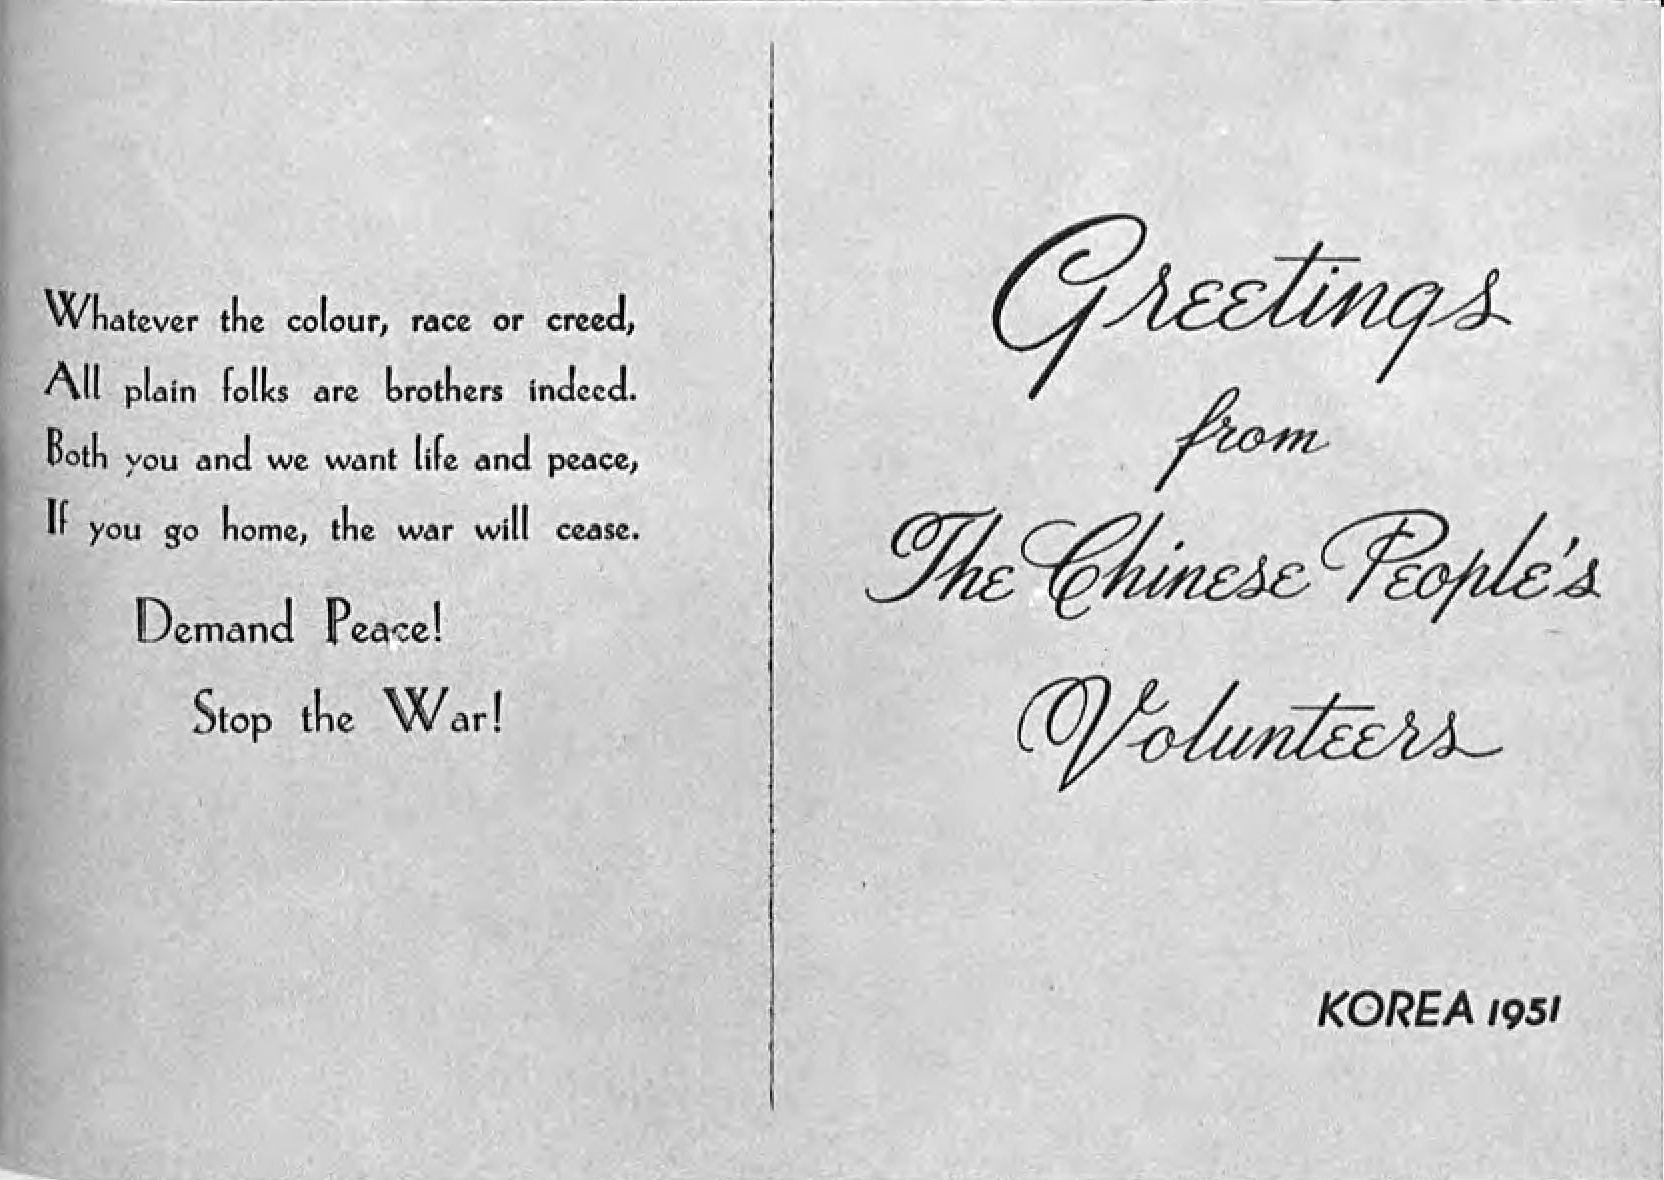 Whatever the colour, race or creed,
All plain folks are brothers indeed.
Both you and we want life and peace,
If you go home, the war will cease.
Demand Peace!
Stop the War!
Greetings
from
The Chinese People's
Volunteers
KOREA 1951